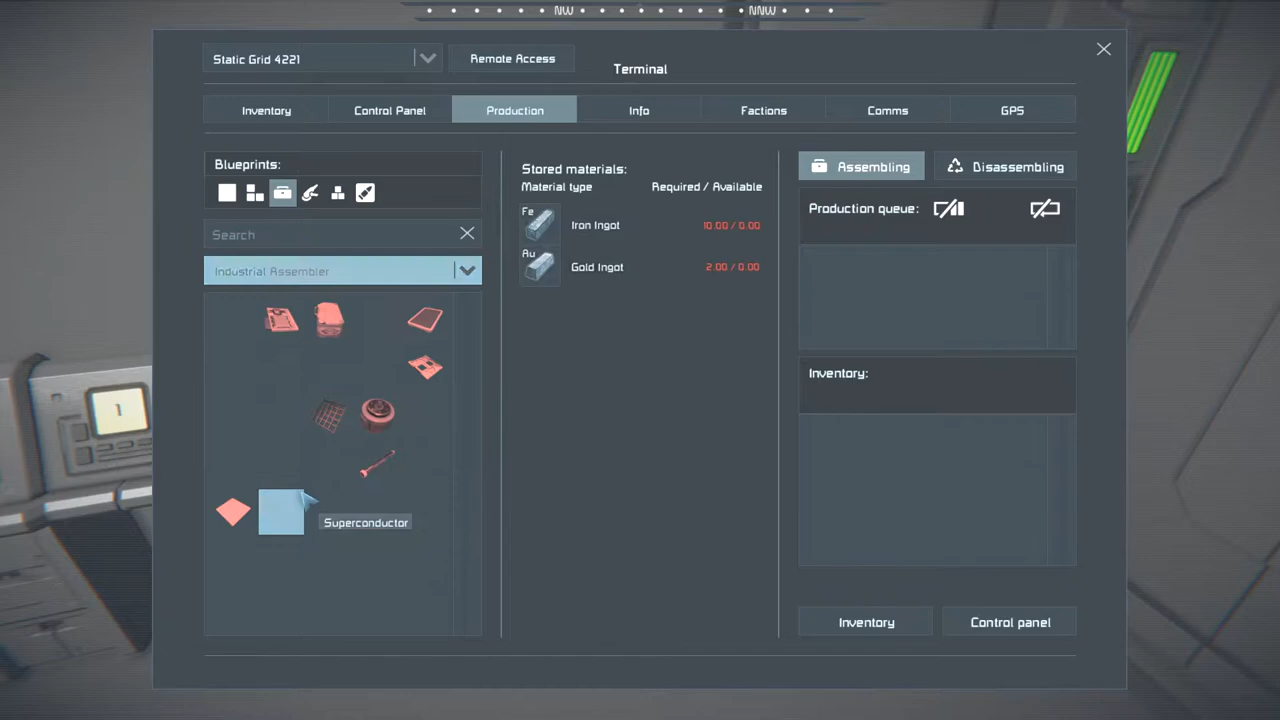 NW
NNW
Static Grid 4221
Remote Access
Terminal
Inventory
Control Panel
Production
Info
Factions
Comms
GPS
Blueprints:
Search
Industrial Assembler
Superconductor
Stored materials:
Material type
Required / Available
Fe
Iron Ingot
10.00 / 0.00
Au
Gold Ingot
2.00 / 0.00
Assembling
Disassembling
Production queue:
Inventory:
Inventory
Control panel
1